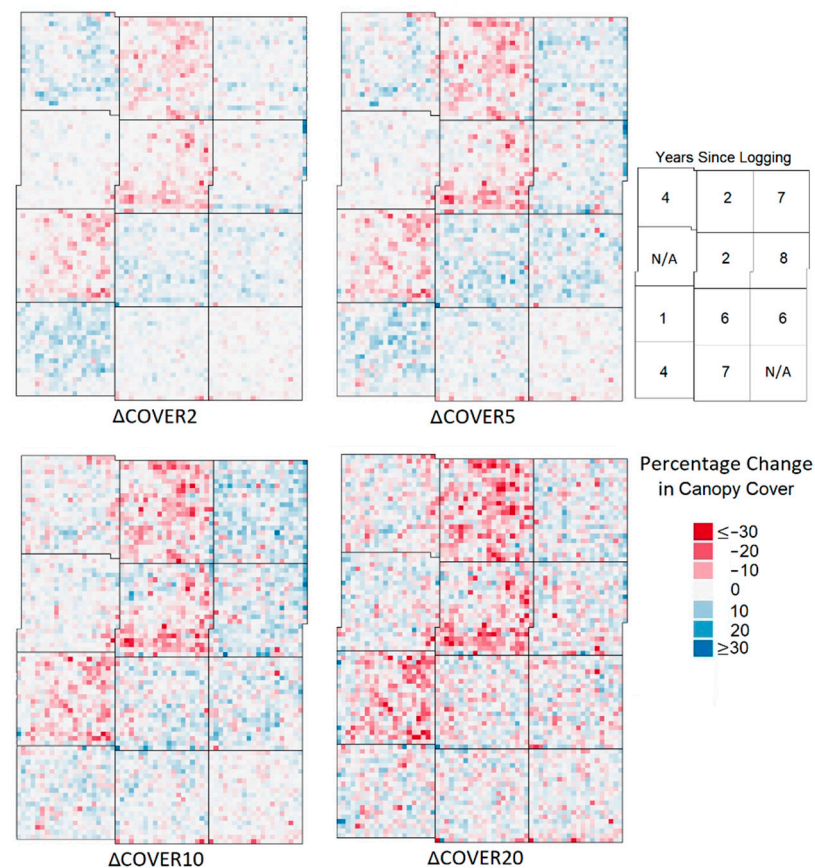 Years Since Logging
4 2 7
N/A 2 8
1 6 6
4 7 N/A
ΔCOVER2 ΔCOVER5
Percentage Change
in Canopy Cover
≤−30
−20
−10
0
10
20
≥30
ΔCOVER10 ΔCOVER20